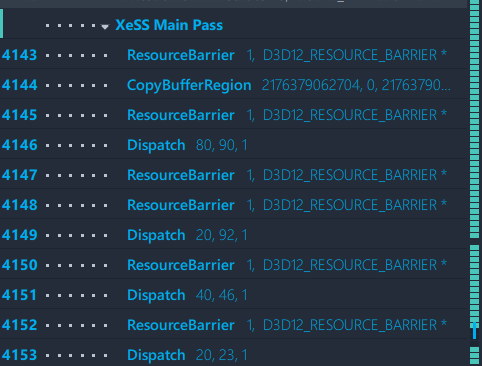 XeSS Main Pass
4143 ResourceBarrier 1, D3D12_RESOURCE_BARRIER *
4144 CopyBufferRegion 2176379062704, 0, 21763790...
4145 ResourceBarrier 1, D3D12_RESOURCE_BARRIER *
4146 Dispatch 80, 90, 1
4147 ResourceBarrier 1, D3D12_RESOURCE_BARRIER *
4148 ResourceBarrier 1, D3D12_RESOURCE_BARRIER *
4149 Dispatch 20, 92, 1
4150 ResourceBarrier 1, D3D12_RESOURCE_BARRIER *
4151 Dispatch 40, 46, 1
4152 ResourceBarrier 1, D3D12_RESOURCE_BARRIER *
4153 Dispatch 20, 23, 1